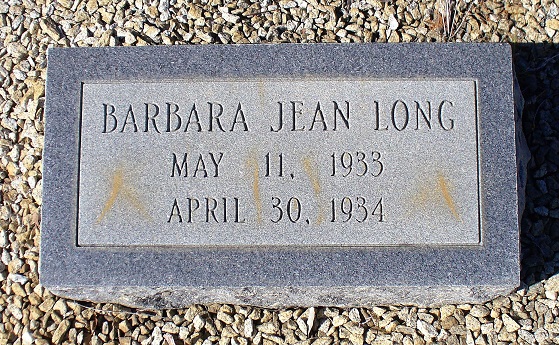 BARBARA JEAN LONG
MAY 11, 1933
APRIL 30, 1934